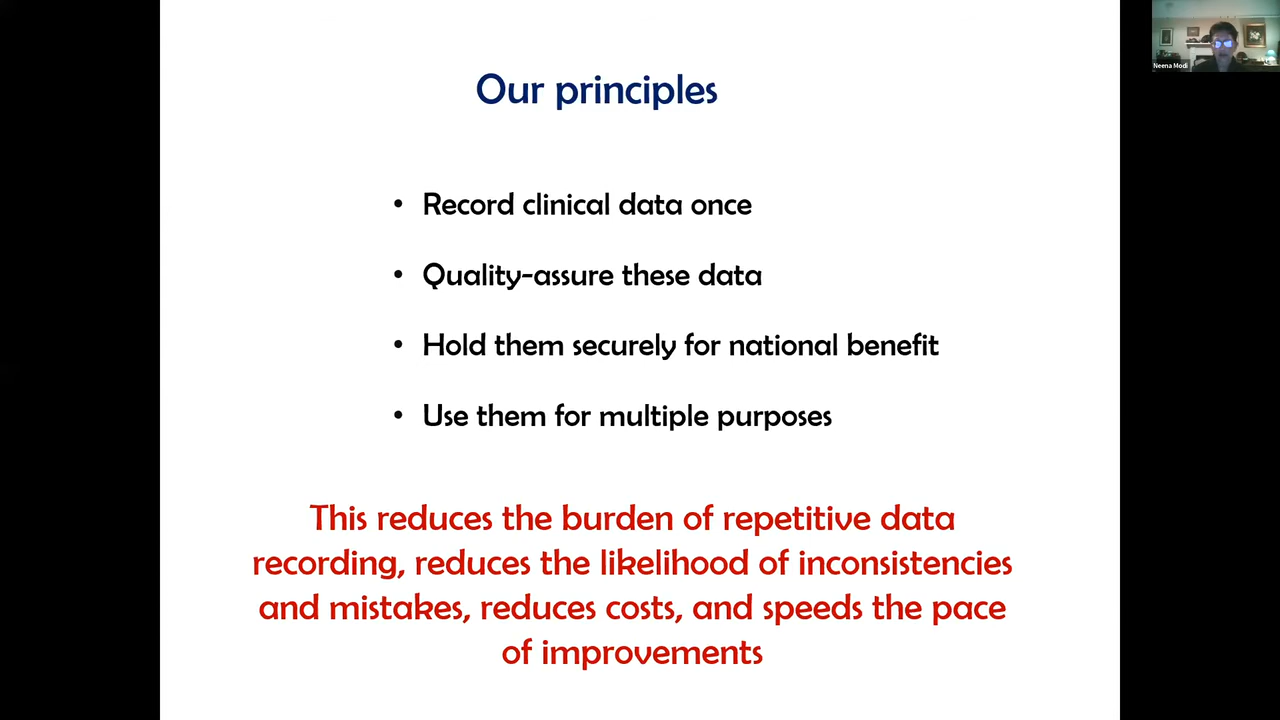 Our principles
• Record clinical data once
• Quality-assure these data
• Hold them securely for national benefit
• Use them for multiple purposes
This reduces the burden of repetitive data
recording, reduces the likelihood of inconsistencies
and mistakes, reduces costs, and speeds the pace
of improvements
Neena Modi